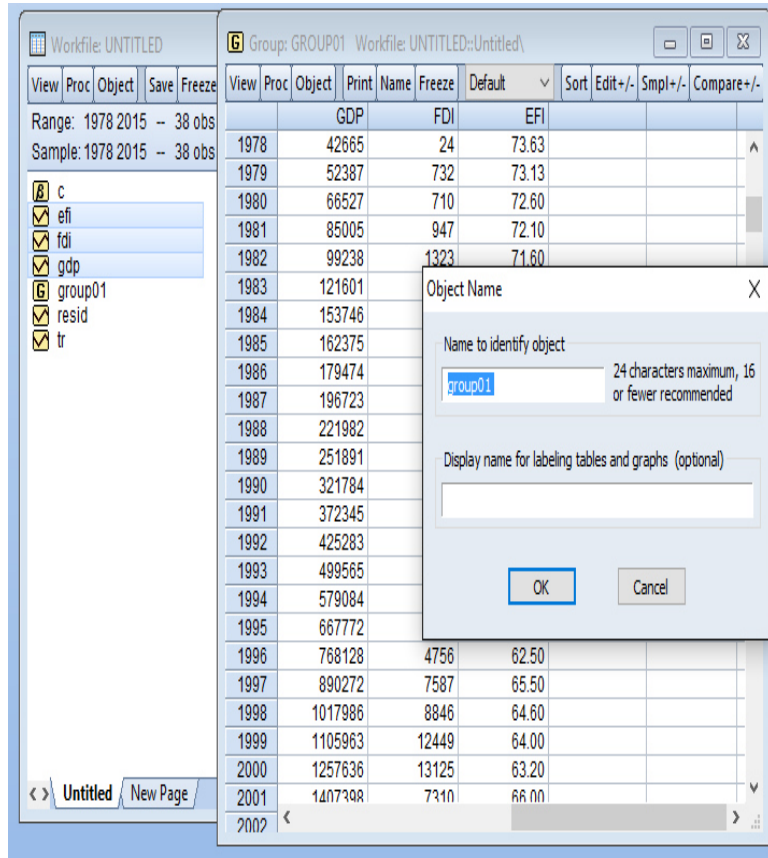 Workfile: UNTITLED
View Proc Object Save Freeze
Range: 1978 2015 -- 38 obs
Sample: 1978 2015 -- 38 obs
β c
efi
fdi
gdp
G group01
resid
tr
Untitled New Page
G Group: GROUP01 Workfile: UNTITLED::Untitled\
View Proc Object Print Name Freeze Default Sort Edit+/- Smpl+/- Compare+/-
GDP FDI EFI
1978 42665 24 73.63
1979 52387 732 73.13
1980 66527 710 72.60
1981 85005 947 72.10
1982 99238 1323 71.60
1983 121601
1984 153746
1985 162375
1986 179474
1987 196723
1988 221982
1989 251891
1990 321784
1991 372345
1992 425283
1993 499565
1994 579084
1995 667772
1996 768128 4756 62.50
1997 890272 7587 65.50
1998 1017986 8846 64.60
1999 1105963 12449 64.00
2000 1257636 13125 63.20
2001 1407398 7310 66.00
2002
Object Name
Name to identify object
group01
24 characters maximum, 16
or fewer recommended
Display name for labeling tables and graphs (optional)
OK Cancel